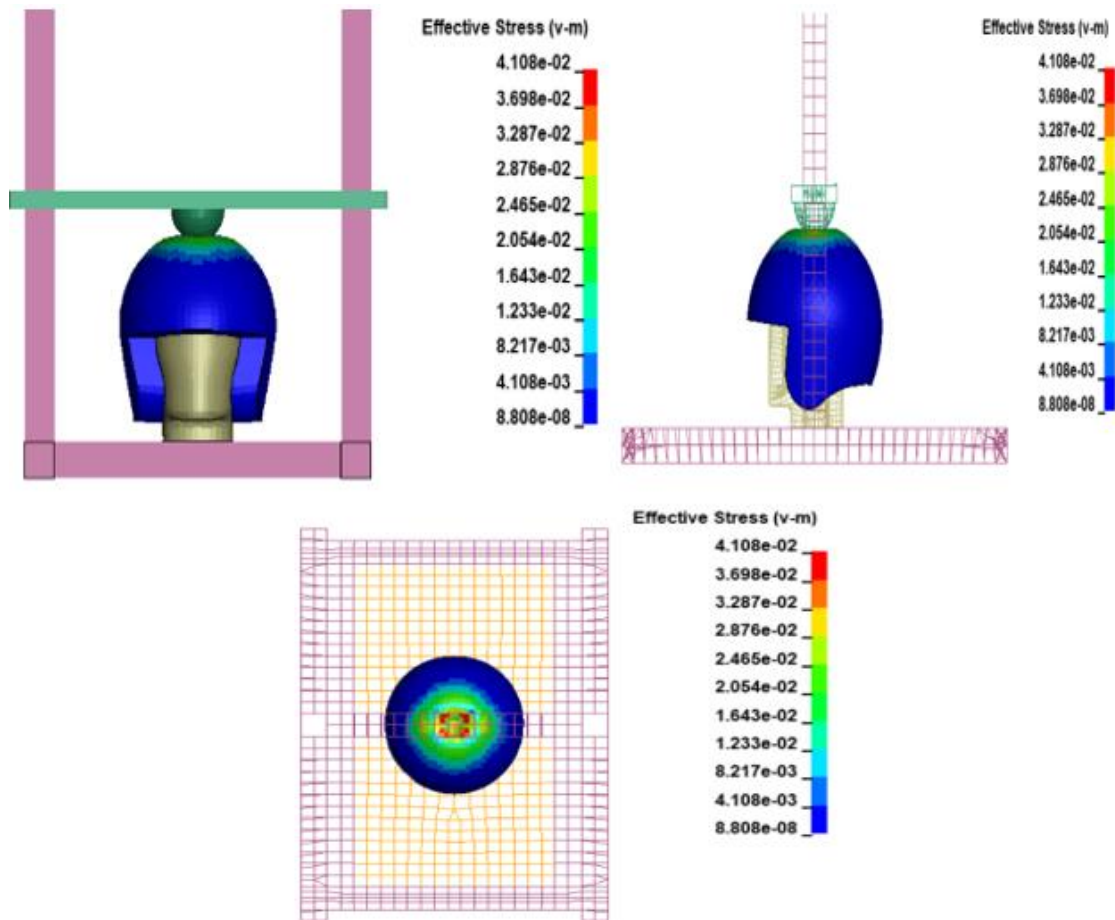 Effective Stress (v-m)
4.108e-02
3.698e-02
3.287e-02
2.876e-02
2.465e-02
2.054e-02
1.643e-02
1.233e-02
8.217e-03
4.108e-03
8.808e-08
Effective Stress (v-m)
4.108e-02
3.698e-02
3.287e-02
2.876e-02
2.465e-02
2.054e-02
1.643e-02
1.233e-02
8.217e-03
4.108e-03
8.808e-08
Effective Stress (v-m)
4.108e-02
3.698e-02
3.287e-02
2.876e-02
2.465e-02
2.054e-02
1.643e-02
1.233e-02
8.217e-03
4.108e-03
8.808e-08